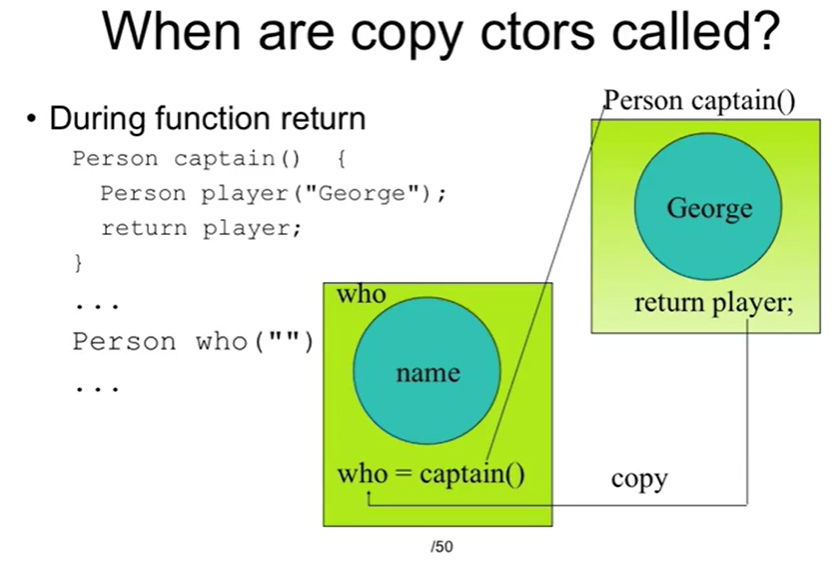 When are copy ctors called?
• During function return
Person captain() {
Person player("George");
return player;
}
...
Person who("")
...
Person captain()
George
return player;
who
name
who = captain()
copy
/50